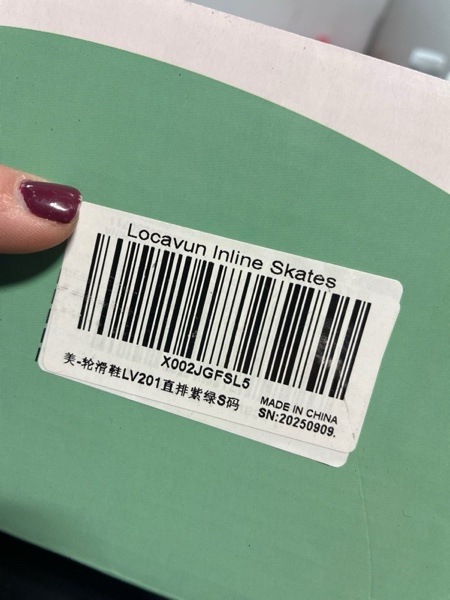 Locavun Inline Skates
X002JGFSL5
美-轮滑鞋LV201直排紫绿S码
MADE IN CHINA
SN:20250909.